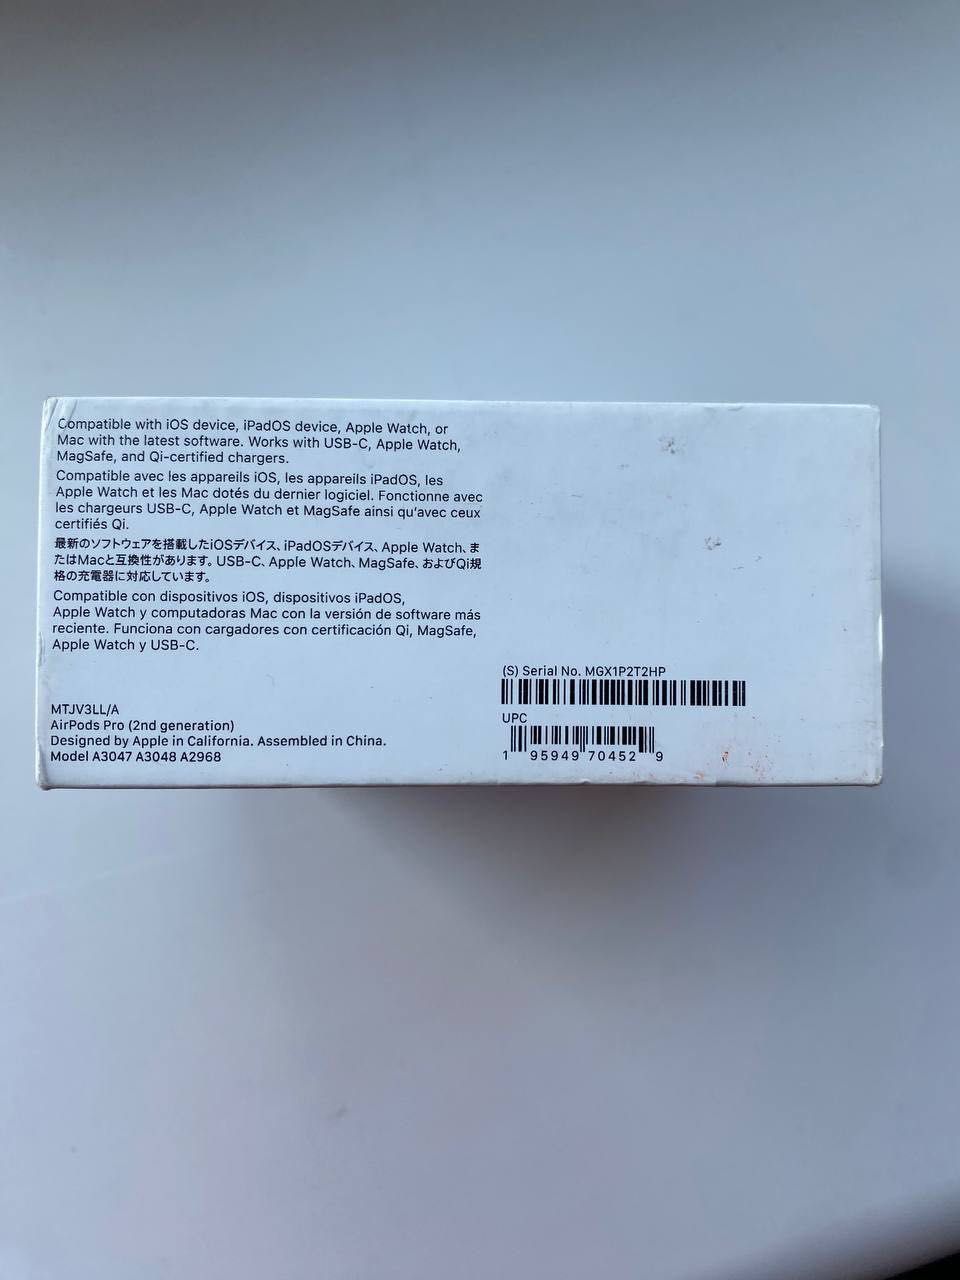 Compatible with iOS device, iPadOS device, Apple Watch, or
Mac with the latest software. Works with USB-C, Apple Watch,
MagSafe, and Qi-certified chargers.
Compatible avec les appareils iOS, les appareils iPadOS, les
Apple Watch et les Mac dotés du dernier logiciel. Fonctionne avec
les chargeurs USB-C, Apple Watch et MagSafe ainsi qu'avec ceux
certifiés Qi.
最新のソフトウェアを搭載したiOSデバイス、iPadOSデバイス、Apple Watch、ま
たはMacと互換性があります。USB-C、Apple Watch、MagSafe、およびQi規
格の充電器に対応しています。
Compatible con dispositivos iOS, dispositivos iPadOS,
Apple Watch y computadoras Mac con la versión de software más
reciente. Funciona con cargadores con certificación Qi, MagSafe,
Apple Watch y USB-C.
MTJV3LL/A
AirPods Pro (2nd generation)
Designed by Apple in California. Assembled in China.
Model A3047 A3048 A2968
(S) Serial No. MGX1P2T2HP
UPC
1 95949 70452 9